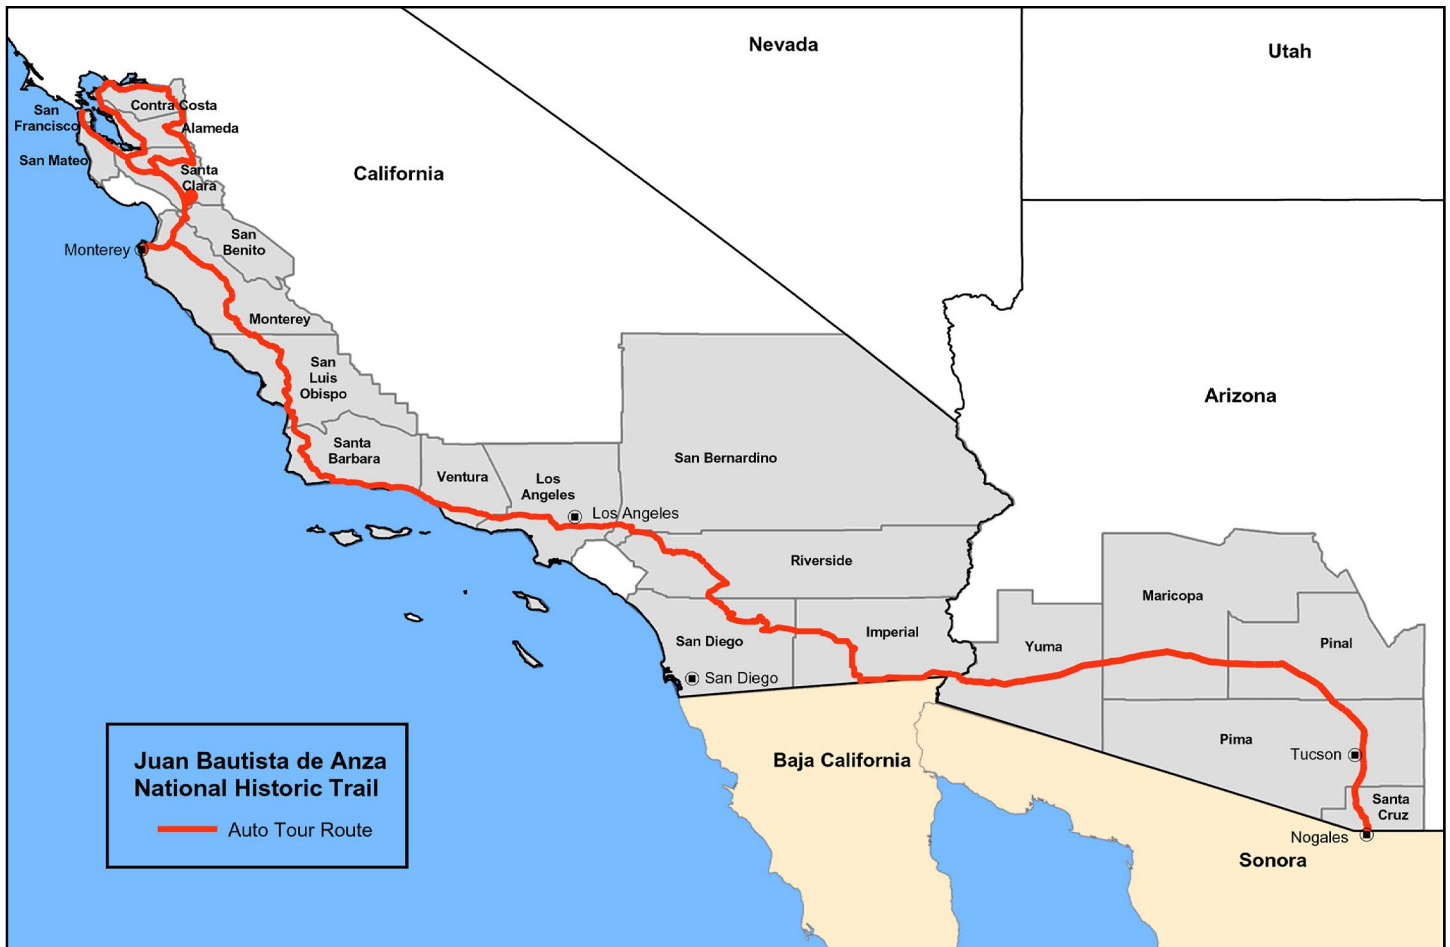 Nevada
Utah
San
Francisco
Contra Costa
Alameda
San Mateo
Santa
Clara
California
San
Benito
Monterey
Monterey
San
Luis
Obispo
Arizona
Santa
Barbara
Ventura
Los
Angeles
San Bernardino
Los Angeles
Riverside
Maricopa
Imperial
San Diego
Yuma
Pinal
San Diego
Pima
Tucson
Baja California
Juan Bautista de Anza
National Historic Trail
Auto Tour Route
Santa
Cruz
Nogales
Sonora